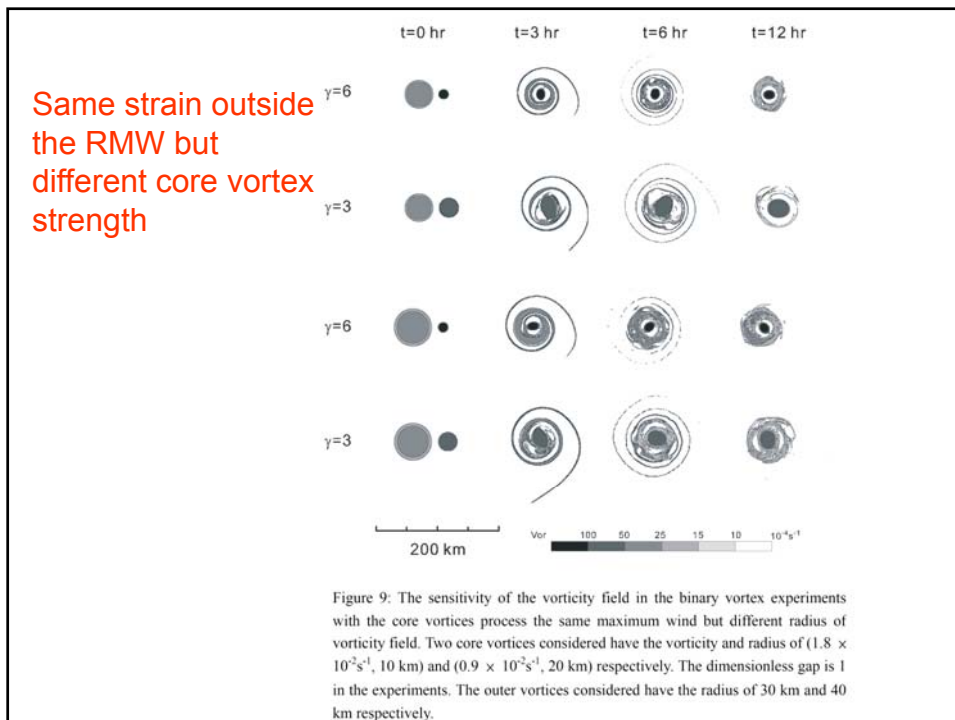 Same strain outside
the RMW but
different core vortex
strength
t=0 hr t=3 hr t=6 hr t=12 hr
γ=6
γ=3
γ=6
γ=3
200 km
Vor 100 50 25 15 10 10⁻⁴s⁻¹
Figure 9: The sensitivity of the vorticity field in the binary vortex experiments
with the core vortices process the same maximum wind but different radius of
vorticity field. Two core vortices considered have the vorticity and radius of (1.8 ×
10⁻²s⁻¹, 10 km) and (0.9 × 10⁻²s⁻¹, 20 km) respectively. The dimensionless gap is 1
in the experiments. The outer vortices considered have the radius of 30 km and 40
km respectively.